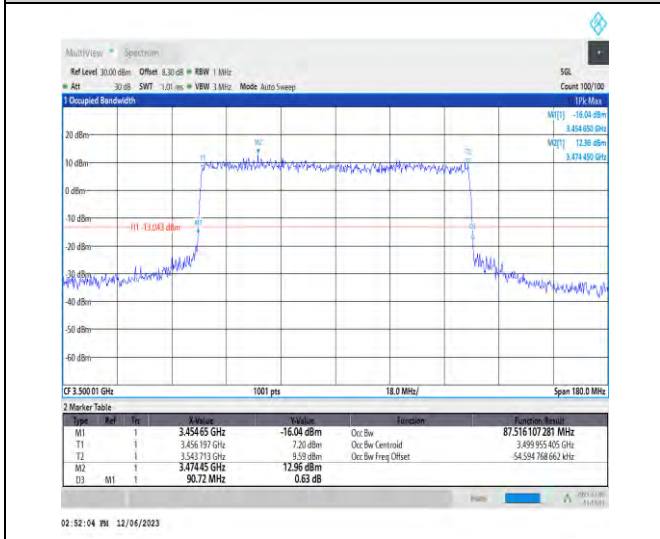 MultiView Spectrum
Ref Level 30.00 dBm Offset 8.30 dB RBW 1 MHz SGL
Att 30 dB SWT 1.01 ms VBW 3 MHz Mode Auto Sweep Count 100/100
1 Occupied Bandwidth 1Pk Max
M1[1] -16.04 dBm
3.454 650 GHz
M2[1] 12.96 dBm
3.474 450 GHz
20 dBm
M2
T1
10 dBm
0 dBm
-10 dBm
M1
H1 -13.043 dBm
D3
-20 dBm
-30 dBm
-40 dBm
-50 dBm
-60 dBm
CF 3.500 01 GHz 1001 pts 18.0 MHz/ Span 180.0 MHz
2 Marker Table
Type Ref Trc X-Value Y-Value Function Function Result
M1 1 3.454 65 GHz -16.04 dBm Occ Bw 87.516 107 281 MHz
T1 1 3.456 197 GHz 7.20 dBm Occ Bw Centroid 3.499 955 405 GHz
T2 1 3.543 713 GHz 9.59 dBm Occ Bw Freq Offset -54.594 768 662 kHz
M2 1 3.474 45 GHz 12.96 dBm
D3 M1 1 90.72 MHz 0.63 dB
02:52:04 PM 12/06/2023